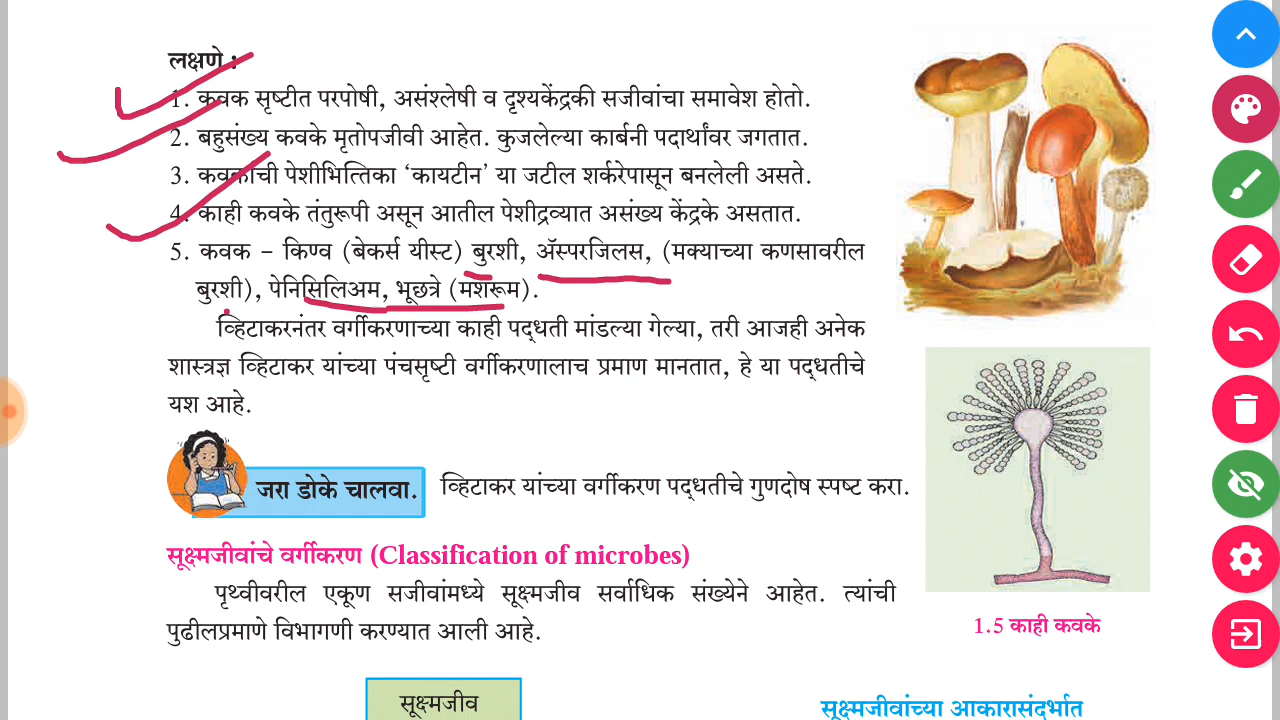 लक्षणे :
1. कवक सृष्टीत परपोषी, असंश्लेषी व दृश्यकेंद्रकी सजीवांचा समावेश होतो.
2. बहुसंख्य कवके मृतोपजीवी आहेत. कुजलेल्या कार्बनी पदार्थांवर जगतात.
3. कवकांची पेशीभित्तिका ‘कायटीन’ या जटील शर्करेपासून बनलेली असते.
4. काही कवके तंतुरूपी असून आतील पेशीद्रव्यात असंख्य केंद्रके असतात.
5. कवक – किण्व (बेकर्स यीस्ट) बुरशी, ॲस्परजिलस, (मक्याच्या कणसावरील
बुरशी), पेनिसिलिअम, भूछत्रे (मशरूम).
व्हिटाकरनंतर वर्गीकरणाच्या काही पद्धती मांडल्या गेल्या, तरी आजही अनेक
शास्त्रज्ञ व्हिटाकर यांच्या पंचसृष्टी वर्गीकरणालाच प्रमाण मानतात, हे या पद्धतीचे
यश आहे.
जरा डोके चालवा.
व्हिटाकर यांच्या वर्गीकरण पद्धतीचे गुणदोष स्पष्ट करा.
सूक्ष्मजीवांचे वर्गीकरण (Classification of microbes)
पृथ्वीवरील एकूण सजीवांमध्ये सूक्ष्मजीव सर्वाधिक संख्येने आहेत. त्यांची
पुढीलप्रमाणे विभागणी करण्यात आली आहे.
1.5 काही कवके
सूक्ष्मजीव
सूक्ष्मजीवांच्या आकारासंदर्भात